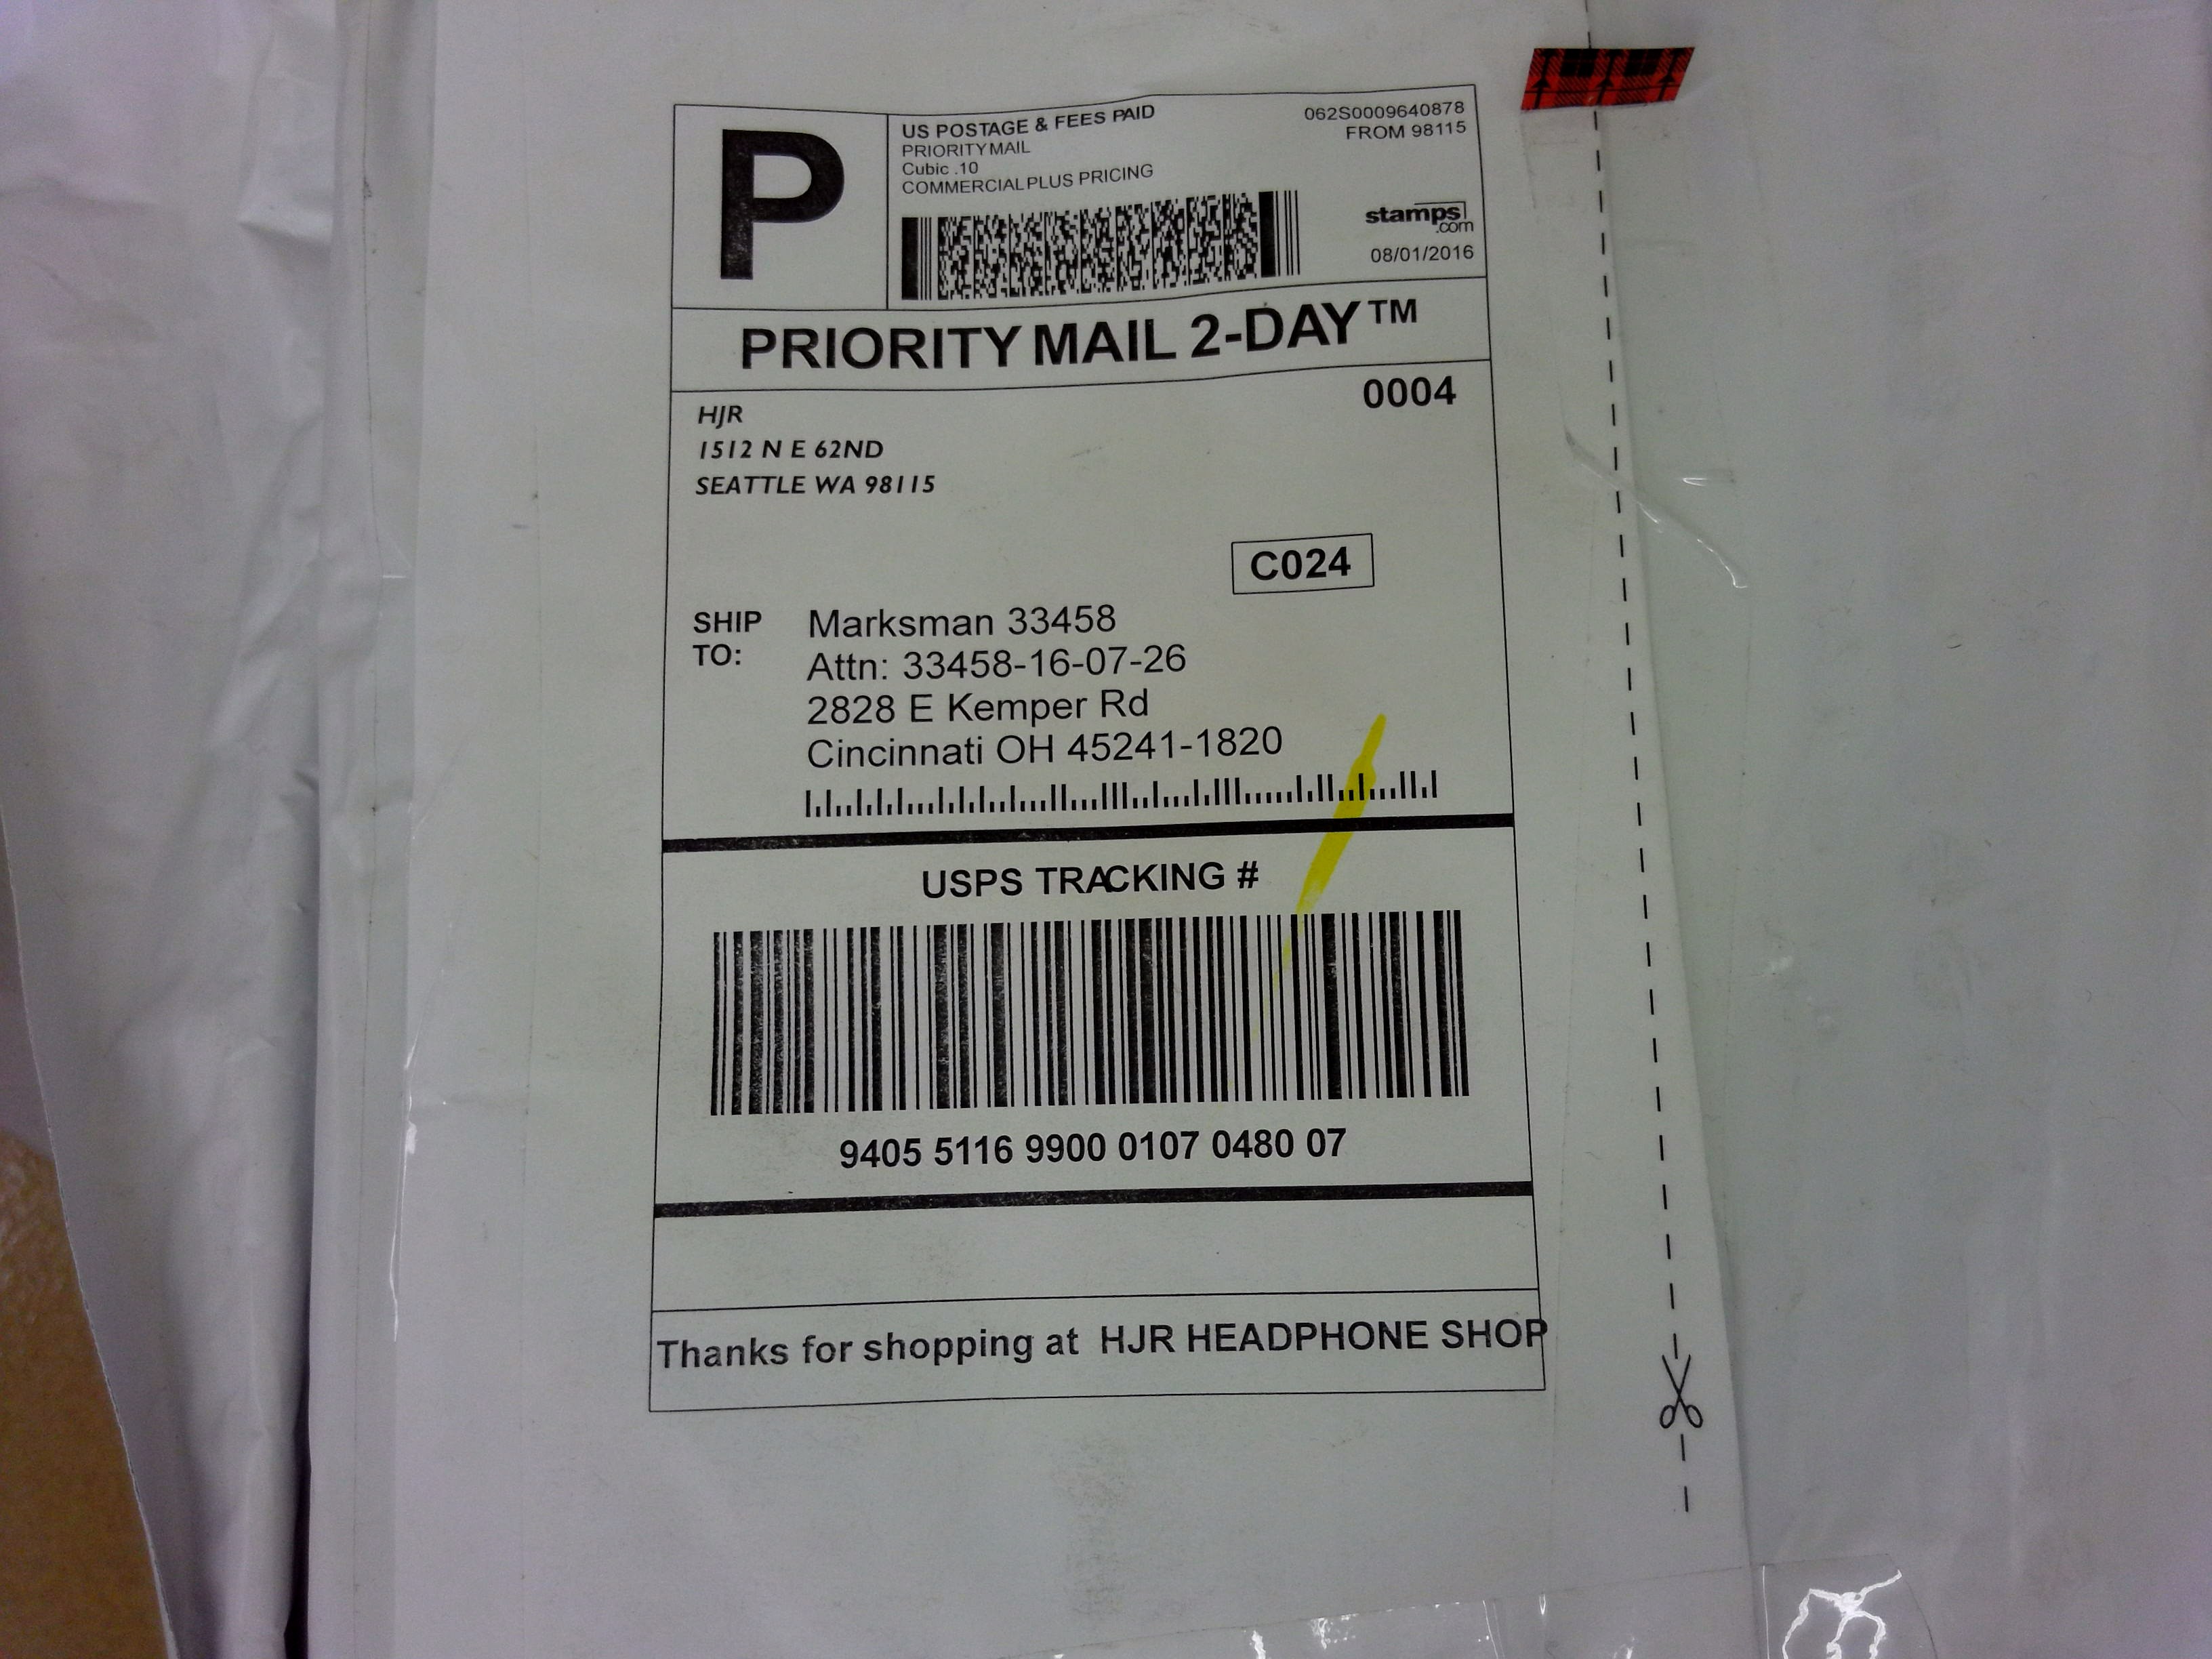 P
US POSTAGE & FEES PAID
PRIORITY MAIL
Cubic .10
COMMERCIAL PLUS PRICING
062S0009640878
FROM 98115
stamps
.com
08/01/2016
PRIORITY MAIL 2-DAY™
0004
HJR
1512 N E 62ND
SEATTLE WA 98115
C024
SHIP
TO:
Marksman 33458
Attn: 33458-16-07-26
2828 E Kemper Rd
Cincinnati OH 45241-1820
USPS TRACKING #
9405 5116 9900 0107 0480 07
Thanks for shopping at HJR HEADPHONE SHOP